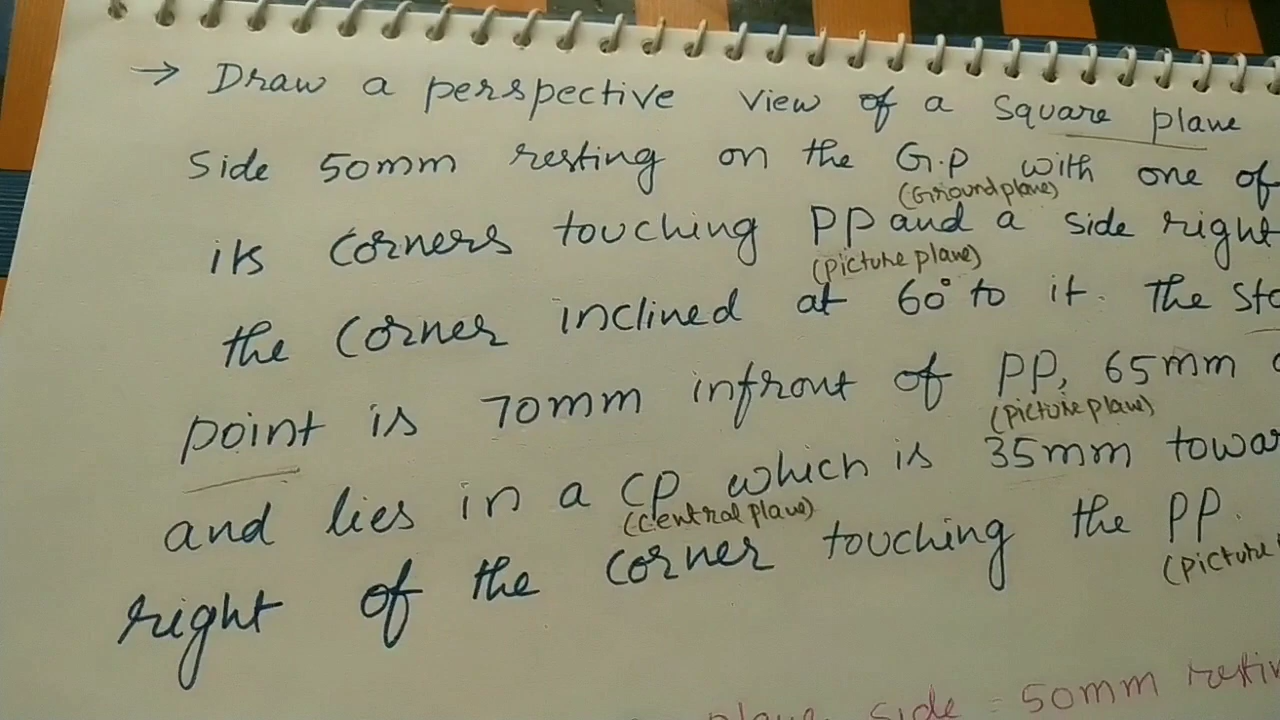 → Draw a perspective view of a square plane
side 50mm resting on the G.P with one of
(Ground plane)
its corners touching PP and a side right
(picture plane)
the corner inclined at 60° to it. The
point is 70mm infront of PP, 65mm
(picture plane)
and lies in a CP which is 35mm
(Central plane)
right of the corner touching the PP.
(picture
side = 50mm